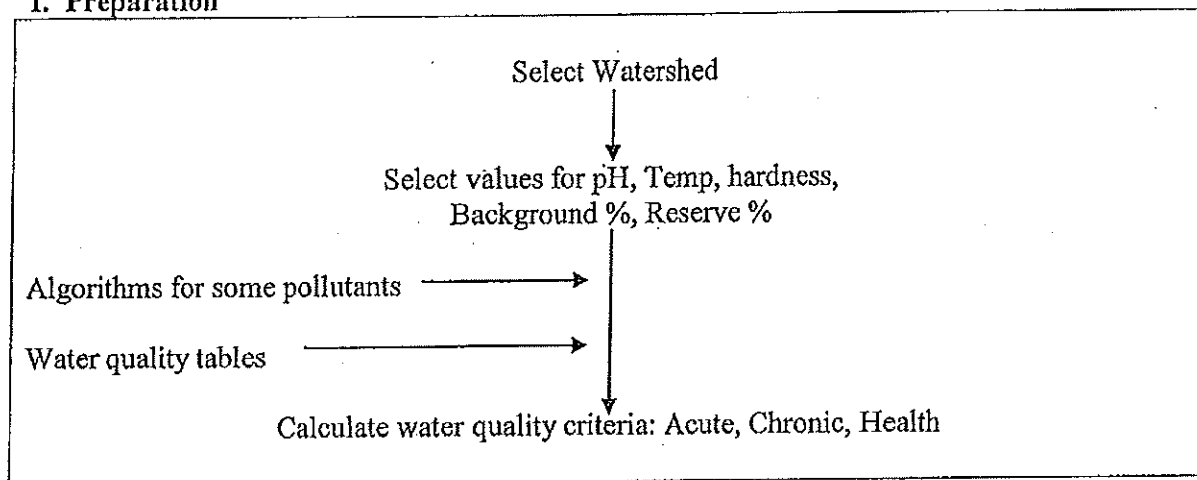 1. Preparation
Select Watershed
Select values for pH, Temp, hardness,
Background %, Reserve %
Algorithms for some pollutants
Water quality tables
Calculate water quality criteria: Acute, Chronic, Health